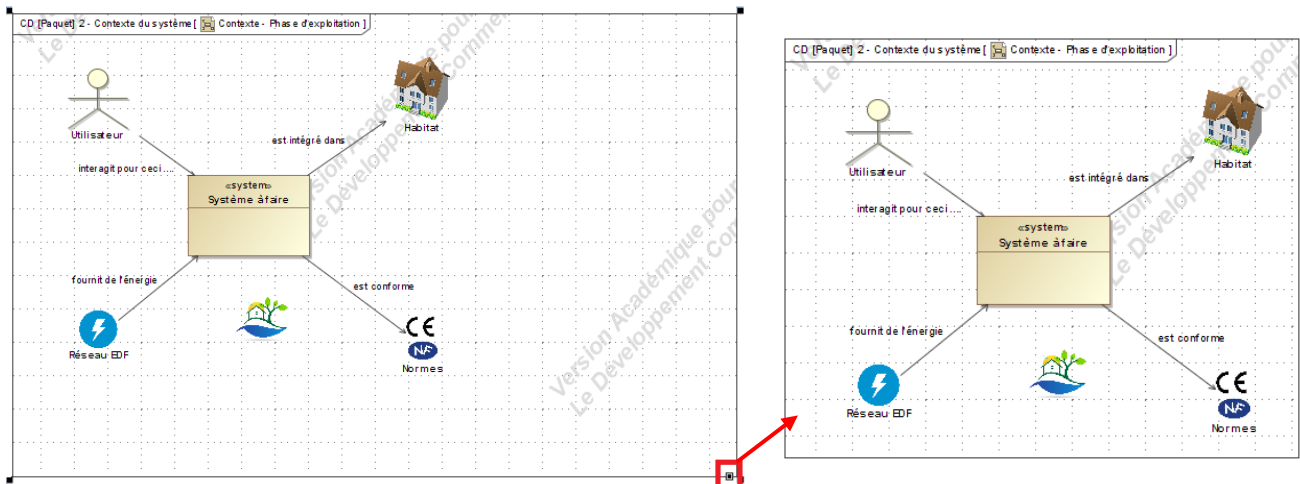 CD [Paquet] 2 - Contexte du système [ Contexte - Phase d'exploitation ]
Utilisateur
Habitat
est intégré dans
interagit pour ceci ....
«system»
Système à faire
fournit de l'énergie
est conforme
Réseau EDF
CE
NF
Normes
Version Académique pour
Le Développement Com
CD [Paquet] 2 - Contexte du système [ Contexte - Phase d'exploitation ]
Utilisateur
Habitat
est intégré dans
interagit pour ceci ....
«system»
Système à faire
fournit de l'énergie
est conforme
Réseau EDF
CE
NF
Normes